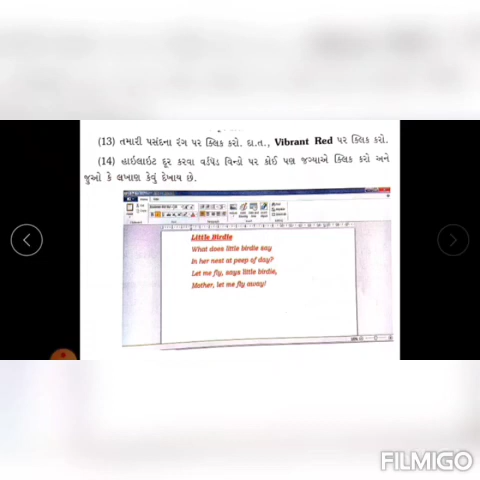 (13) તમારી પસંદના રંગ પર ક્લિક કરો. દા.ત., Vibrant Red પર ક્લિક કરો.
(14) હાઇલાઇટ દૂર કરવા વર્ડપેડ વિન્ડો પર કોઈ પણ જગ્યાએ ક્લિક કરો અને
જુઓ કે લખાણ કેવું દેખાય છે.
Little Birdie
What does little birdie say
In her nest at peep of day?
Let me fly, says little birdie,
Mother, let me fly away!
FILMIGO